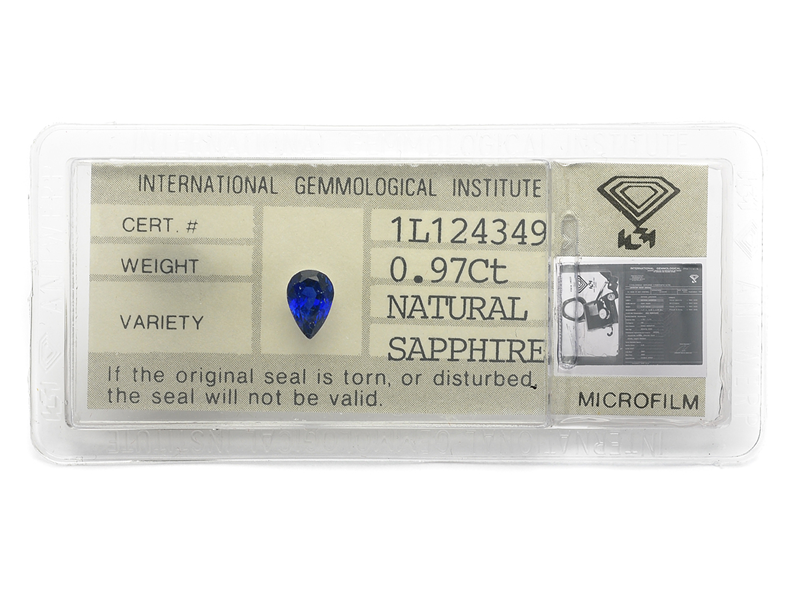 INTERNATIONAL GEMMOLOGICAL INSTITUTE
CERT. # 1L124349
WEIGHT 0.97Ct
VARIETY NATURAL
SAPPHIRE
If the original seal is torn, or disturbed,
the seal will not be valid.
MICROFILM